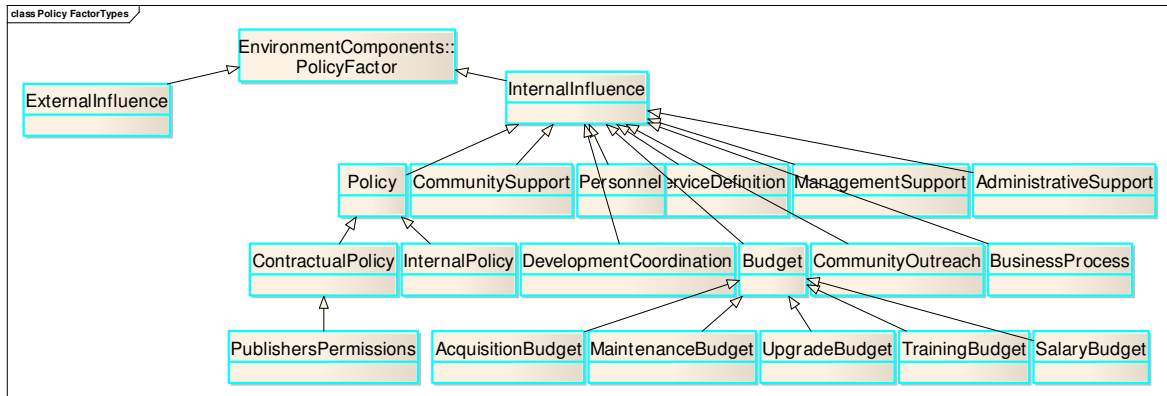 class Policy FactorTypes
EnvironmentComponents::
PolicyFactor
InternalInfluence
ExternalInfluence
Policy
CommunitySupport
Personnel
erviceDefinition
ManagementSupport
AdministrativeSupport
ContractualPolicy
InternalPolicy
DevelopmentCoordination
Budget
CommunityOutreach
BusinessProcess
PublishersPermissions
AcquisitionBudget
MaintenanceBudget
UpgradeBudget
TrainingBudget
SalaryBudget